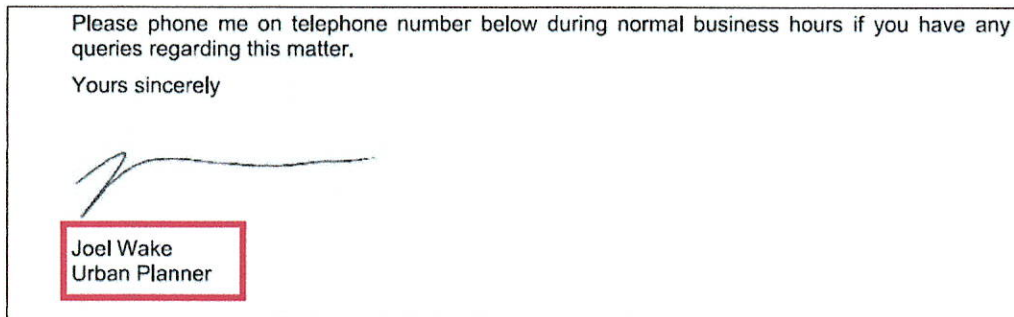 Please phone me on telephone number below during normal business hours if you have any
queries regarding this matter.
Yours sincerely
Joel Wake
Urban Planner